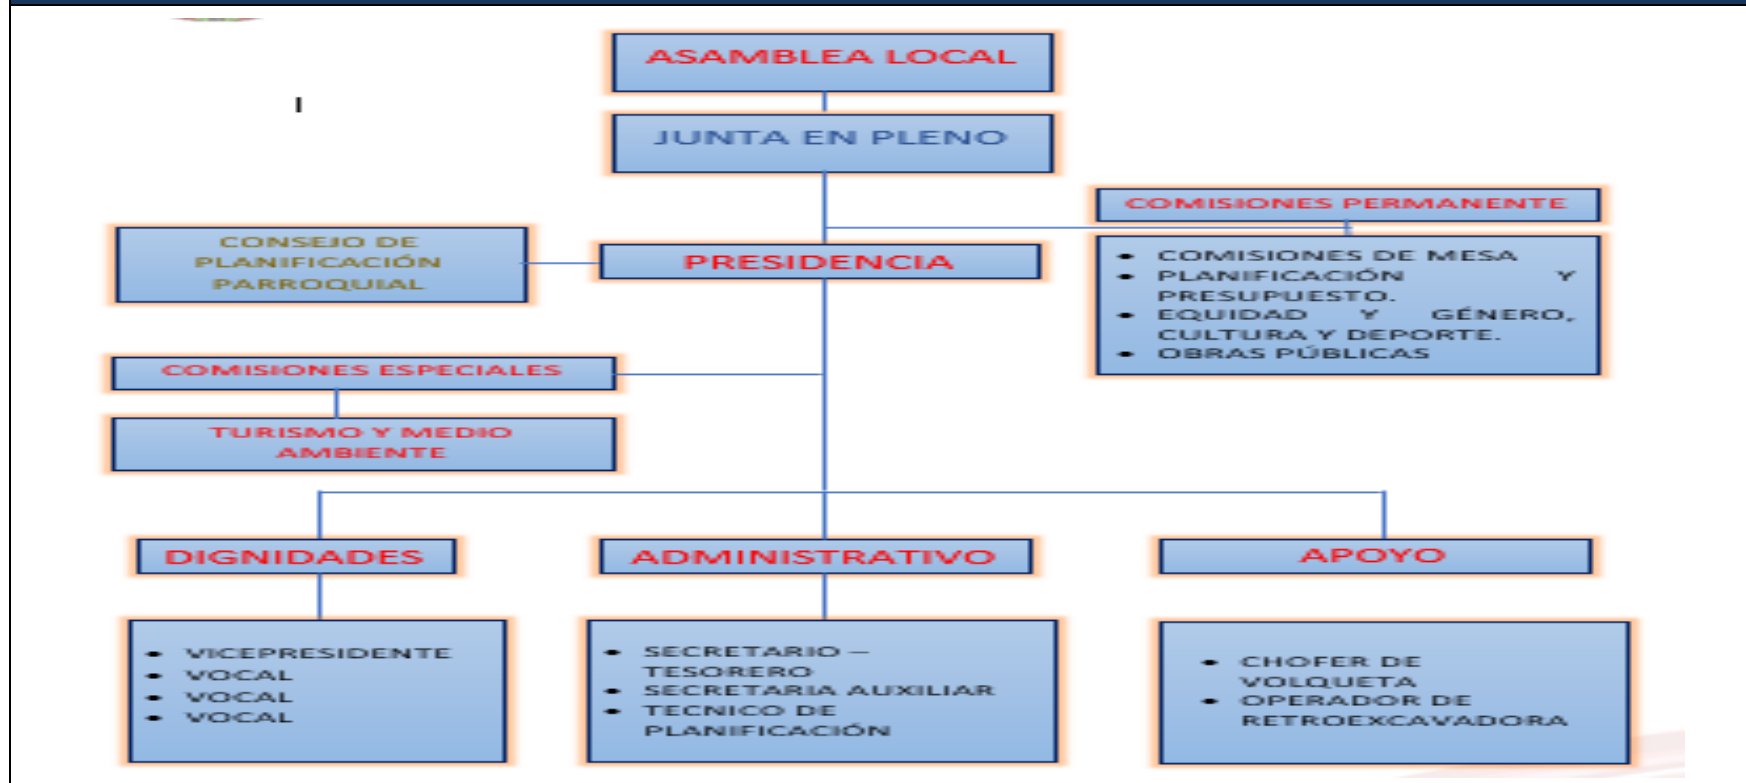 ASAMBLEA LOCAL
I
JUNTA EN PLENO
COMISIONES PERMANENTE
CONSEJO DE
PLANIFICACIÓN
PARROQUIAL
PRESIDENCIA
• COMISIONES DE MESA
• PLANIFICACIÓN Y
PRESUPUESTO.
• EQUIDAD Y GÉNERO,
CULTURA Y DEPORTE.
• OBRAS PÚBLICAS
COMISIONES ESPECIALES
TURISMO Y MEDIO
AMBIENTE
DIGNIDADES
ADMINISTRATIVO
APOYO
• VICEPRESIDENTE
• VOCAL
• VOCAL
• VOCAL
• SECRETARIO –
TESORERO
• SECRETARIA AUXILIAR
• TECNICO DE
PLANIFICACIÓN
• CHOFER DE
VOLQUETA
• OPERADOR DE
RETROEXCAVADORA